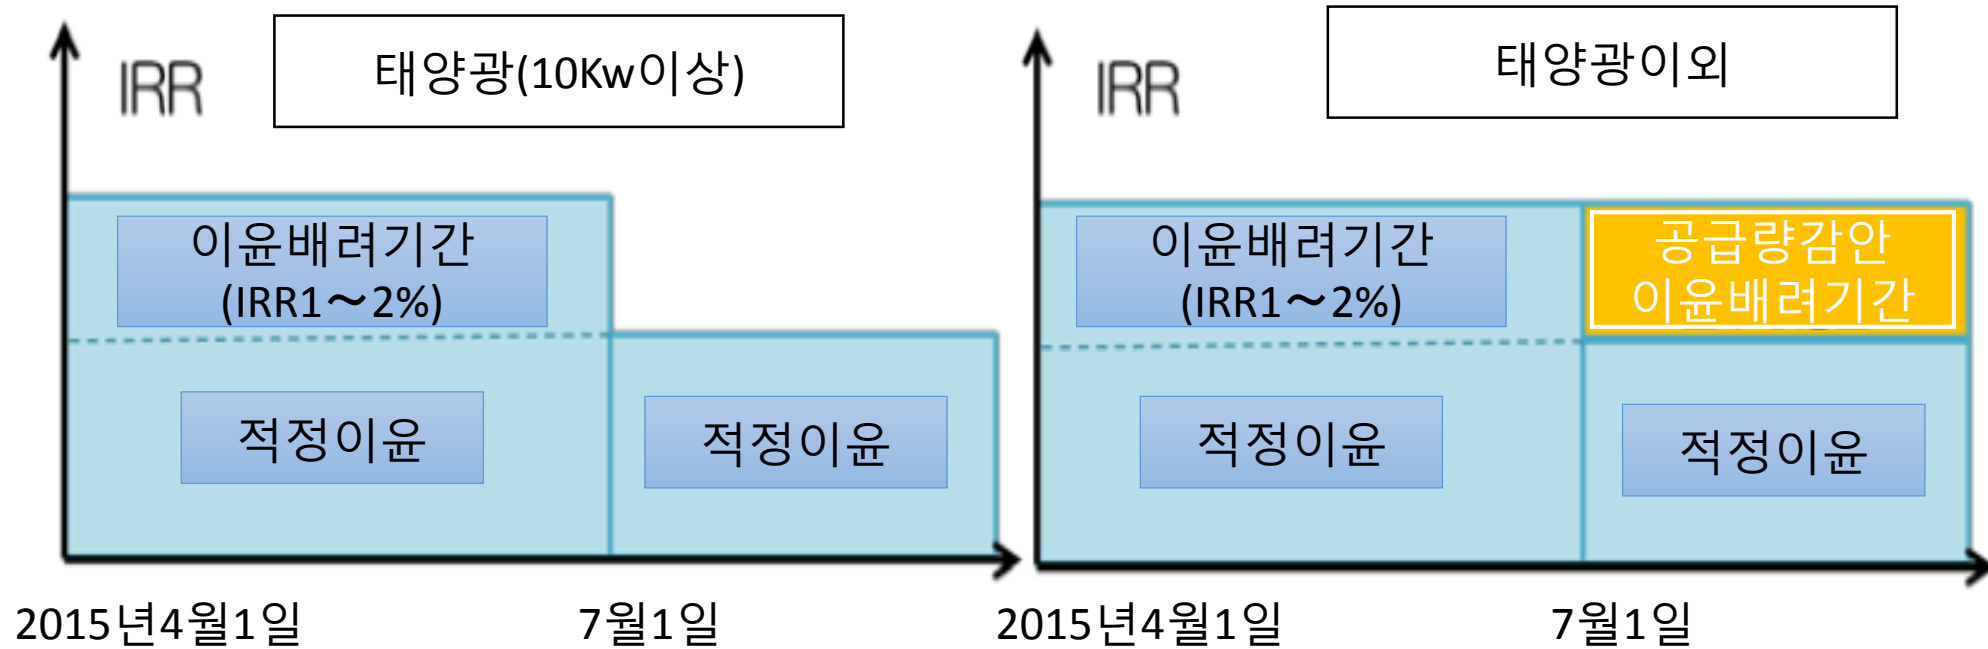 IRR
태양광(10Kw이상)
이윤배려기간
(IRR1～2%)
적정이윤
적정이윤
2015년4월1일
7월1일
IRR
태양광이외
이윤배려기간
(IRR1～2%)
공급량감안
이윤배려기간
적정이윤
적정이윤
2015년4월1일
7월1일